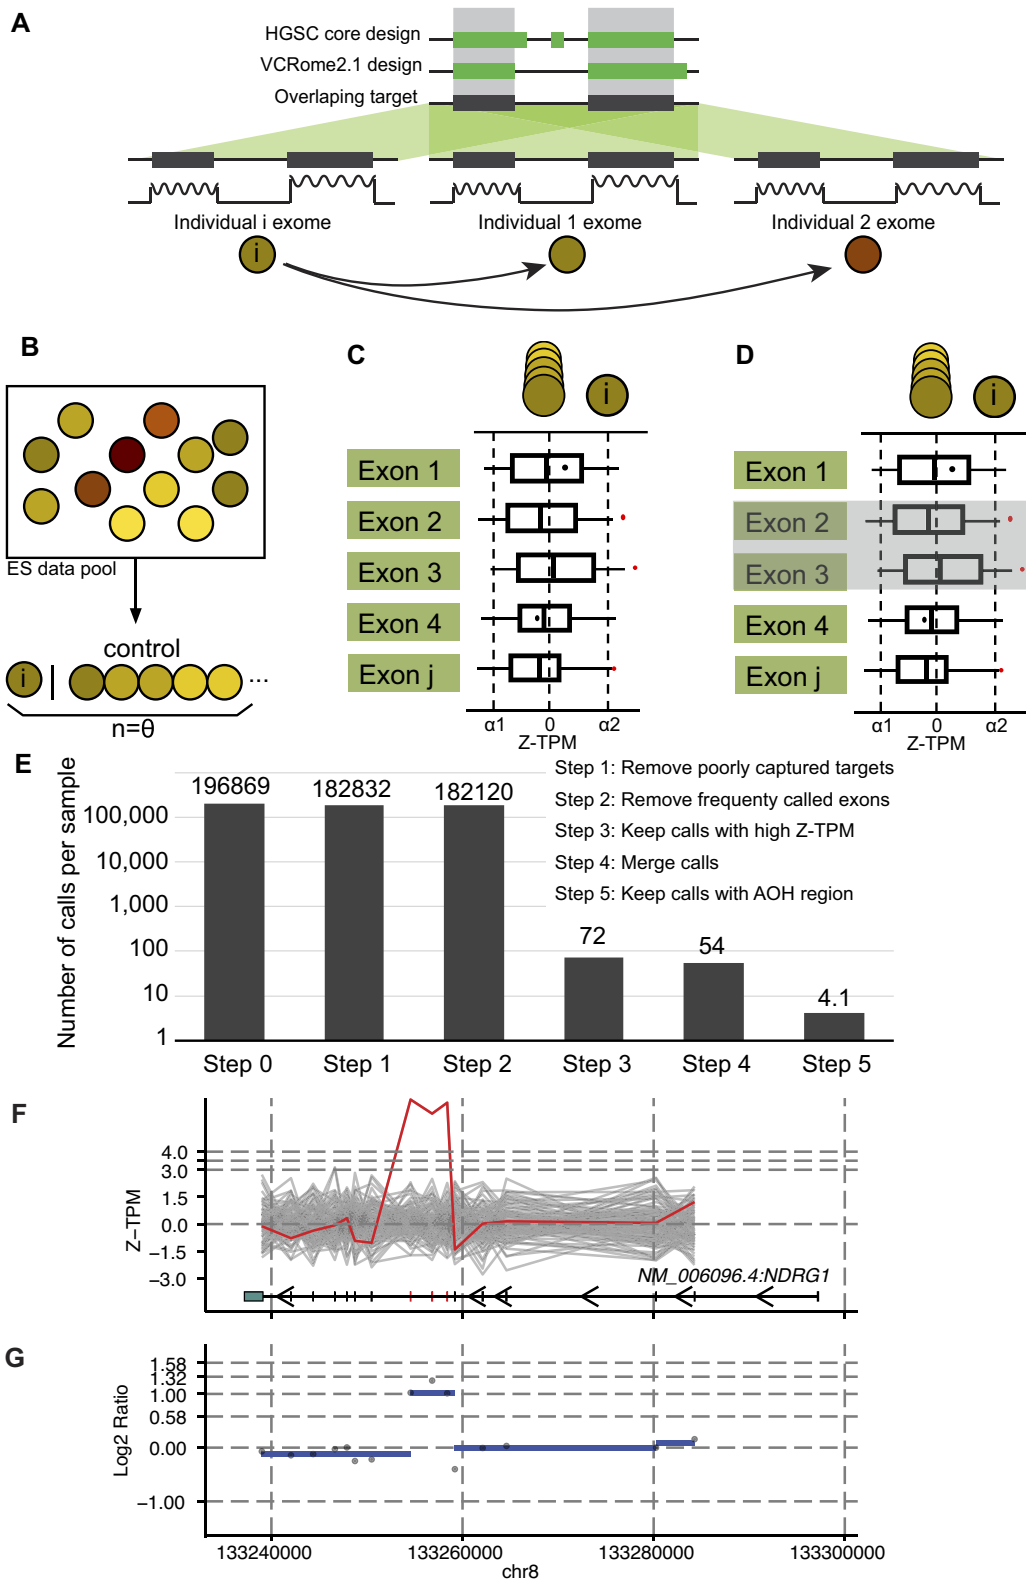 A
HGSC core design
VCRome2.1 design
Overlaping target
Individual i exome
Individual 1 exome
Individual 2 exome
i
B
ES data pool
control
i
...
n=θ
C
i
Exon 1
Exon 2
Exon 3
Exon 4
Exon j
α1
0
α2
Z-TPM
D
i
Exon 1
Exon 2
Exon 3
Exon 4
Exon j
α1
0
α2
Z-TPM
E
Number of calls per sample
100,000
10,000
1,000
100
10
1
196869
182832
182120
72
54
4.1
Step 1: Remove poorly captured targets
Step 2: Remove frequenty called exons
Step 3: Keep calls with high Z-TPM
Step 4: Merge calls
Step 5: Keep calls with AOH region
Step 0
Step 1
Step 2
Step 3
Step 4
Step 5
F
Z−TPM
4.0
3.0
1.5
0.0
−1.5
−3.0
NM_006096.4:NDRG1
G
Log2 Ratio
1.58
1.32
1.00
0.58
0.00
−1.00
133240000
133260000
133280000
133300000
chr8